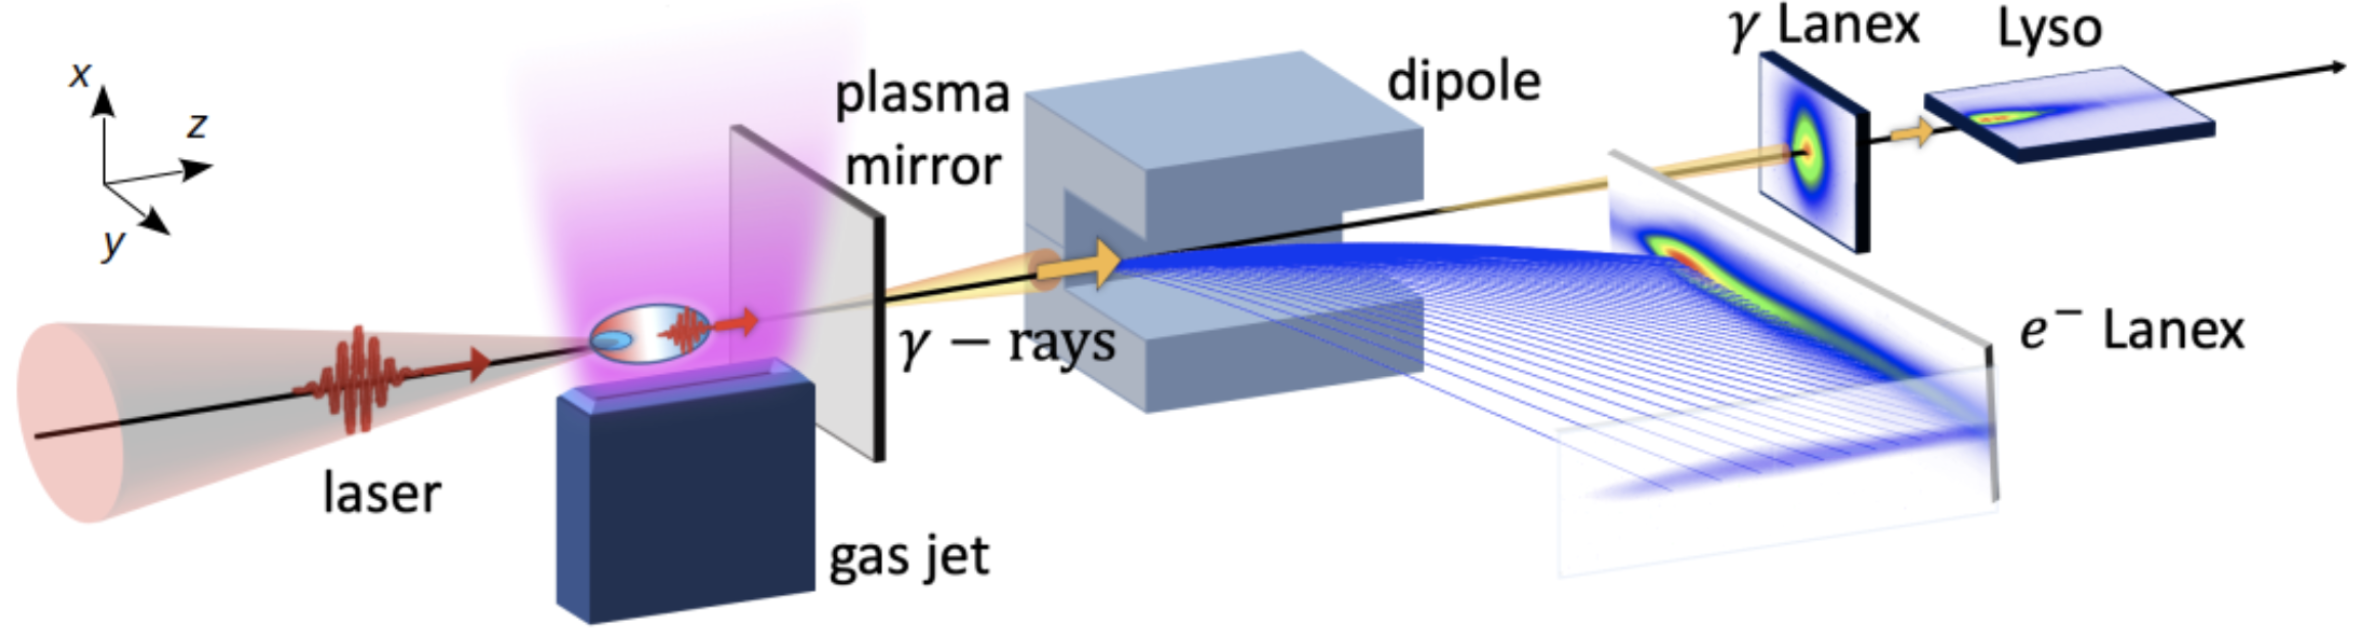 x
z
y
laser
gas jet
plasma
mirror
γ − rays
dipole
γ Lanex
Lyso
e⁻ Lanex